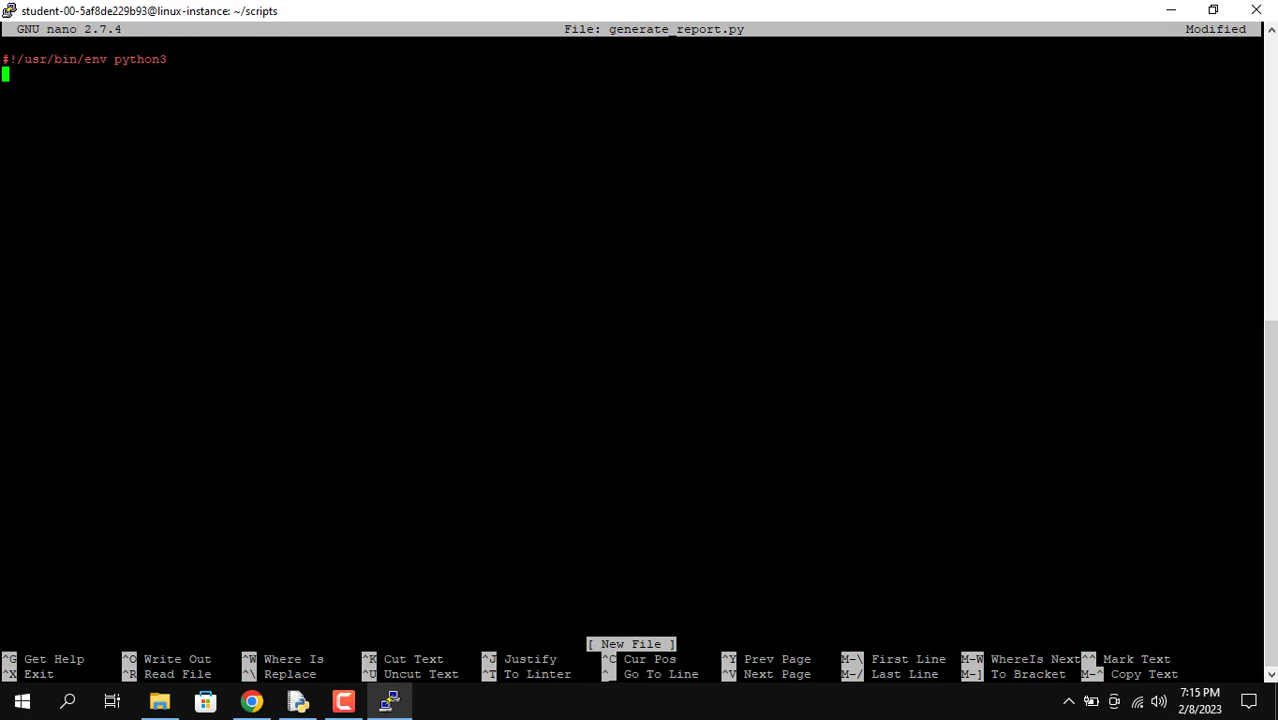 student-00-5af8de229b93@linux-instance: ~/scripts
GNU nano 2.7.4 File: generate_report.py Modified
#!/usr/bin/env python3
[ New File ]
^G Get Help ^O Write Out ^W Where Is ^K Cut Text ^J Justify ^C Cur Pos ^Y Prev Page M-\ First Line M-W WhereIs Next ^^ Mark Text
^X Exit ^R Read File ^\ Replace ^U Uncut Text ^T To Linter ^_ Go To Line ^V Next Page M-/ Last Line M-] To Bracket M-^ Copy Text
7:15 PM
2/8/2023